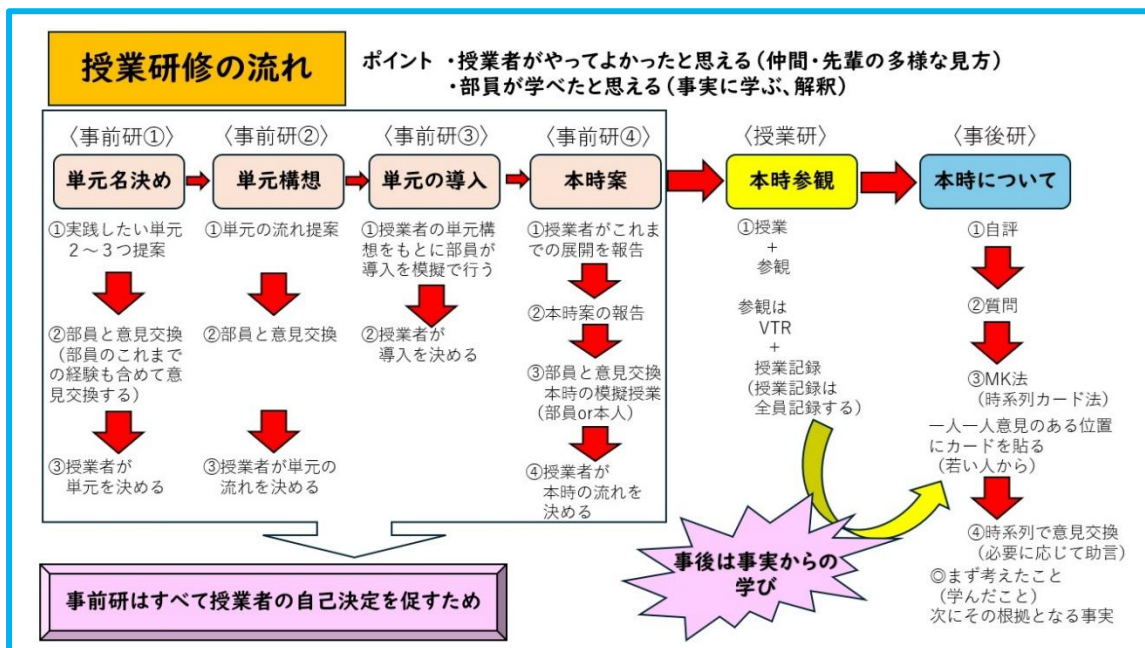 授業研修の流れ
ポイント ・授業者がやってよかったと思える(仲間・先輩の多様な見方)
・部員が学べたと思える(事実に学ぶ、解釈)
〈事前研①〉
単元名決め
①実践したい単元
２～３つ提案
②部員と意見交換
(部員のこれまで
の経験も含めて意
見交換する)
③授業者が
単元を決める
〈事前研②〉
単元構想
①単元の流れ提案
②部員と意見交換
③授業者が単元の
流れを決める
〈事前研③〉
単元の導入
①授業者の単元構
想をもとに部員が
導入を模擬で行う
②授業者が
導入を決める
〈事前研④〉
本時案
①授業者がこれま
での展開を報告
②本時案の報告
③部員と意見交換
本時の模擬授業
(部員or本人)
④授業者が
本時の流れを
決める
事前研はすべて授業者の自己決定を促すため
〈授業研〉
本時参観
①授業
+
参観
参観は
VTR
+
授業記録
(授業記録は
全員記録する)
事後は事実からの
学び
〈事後研〉
本時について
①自評
②質問
③MK法
(時系列カード法)
一人一人意見のある位置
にカードを貼る
(若い人から)
④時系列で意見交換
(必要に応じて助言)
◎まず考えたこと
(学んだこと)
次にその根拠となる事実